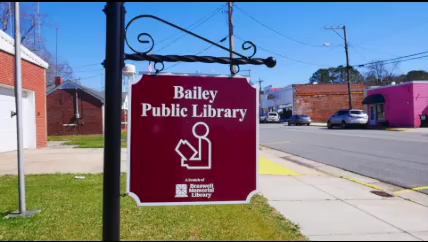 Bailey
Public Library
A branch of
Braswell
Memorial
Library